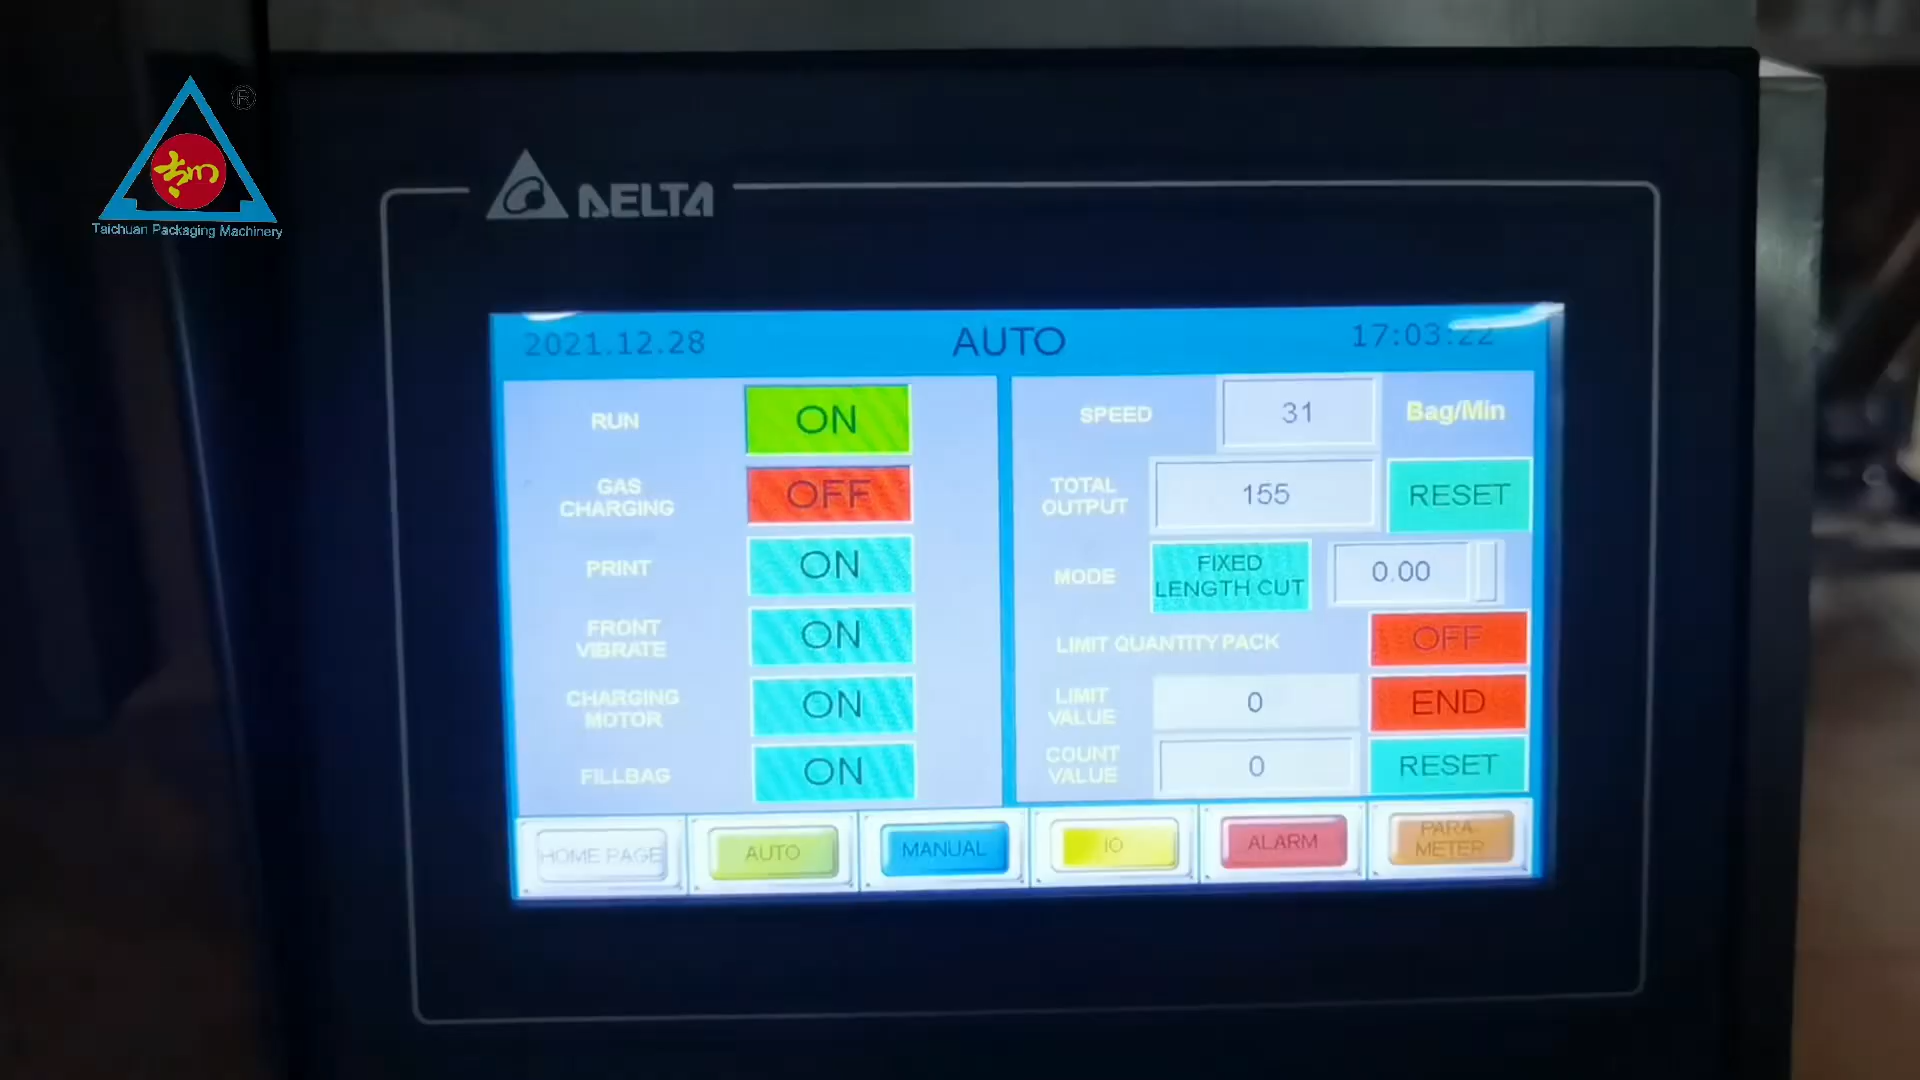 ®
Taichuan Packaging Machinery
DELTA
2021.12.28
AUTO
17:03:22
RUN
ON
GAS
CHARGING
OFF
PRINT
ON
FRONT
VIBRATE
ON
CHARGING
MOTOR
ON
FILLBAG
ON
SPEED
31
Bag/Min
TOTAL
OUTPUT
155
RESET
MODE
FIXED
LENGTH CUT
0.00
LIMIT QUANTITY PACK
OFF
LIMIT
VALUE
0
END
COUNT
VALUE
0
RESET
HOME PAGE
AUTO
MANUAL
IO
ALARM
PARA-
METER